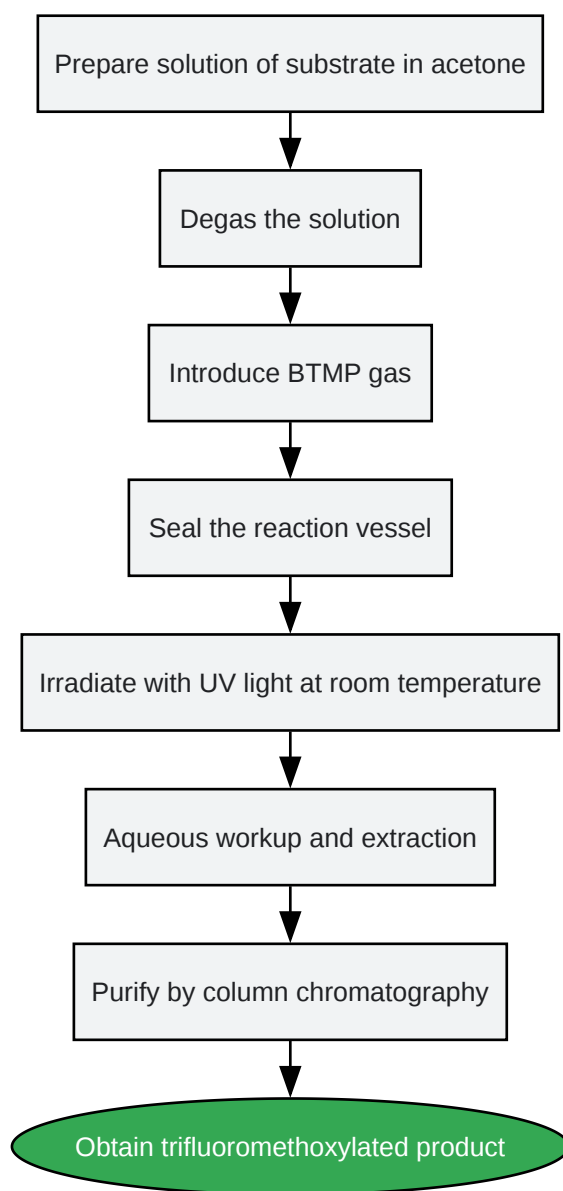 Prepare solution of substrate in acetone
Degas the solution
Introduce BTMP gas
Seal the reaction vessel
Irradiate with UV light at room temperature
Aqueous workup and extraction
Purify by column chromatography
Obtain trifluoromethoxylated product